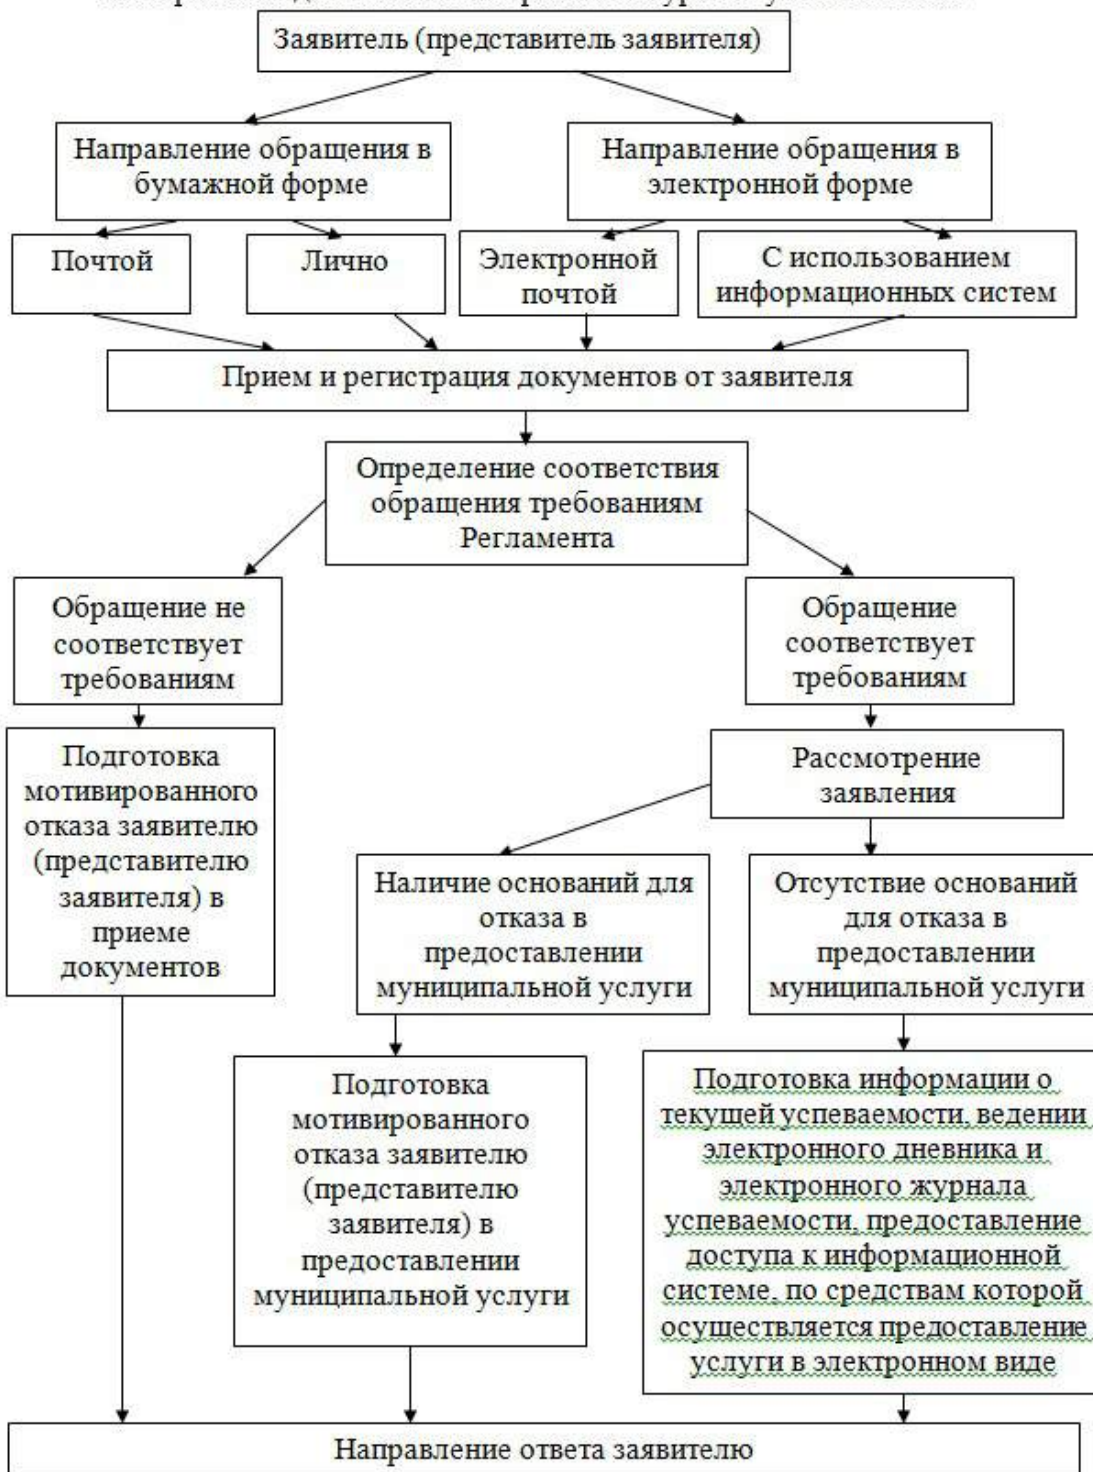 Заявитель (представитель заявителя)
Направление обращения в
бумажной форме
Направление обращения в
электронной форме
Почтой
Лично
Электронной
почтой
С использованием
информационных систем
Прием и регистрация документов от заявителя
Определение соответствия
обращения требованиям
Регламента
Обращение не
соответствует
требованиям
Обращение
соответствует
требованиям
Подготовка
мотивированного
отказа заявителю
(представителю
заявителя) в
приеме
документов
Рассмотрение
заявления
Наличие оснований для
отказа в
предоставлении
муниципальной услуги
Отсутствие оснований
для отказа в
предоставлении
муниципальной услуги
Подготовка
мотивированного
отказа заявителю
(представителю
заявителя) в
предоставлении
муниципальной услуги
Подготовка информации о
текущей успеваемости, ведении
электронного дневника и
электронного журнала
успеваемости, предоставление
доступа к информационной
системе, по средствам которой
осуществляется предоставление
услуги в электронном виде
Направление ответа заявителю